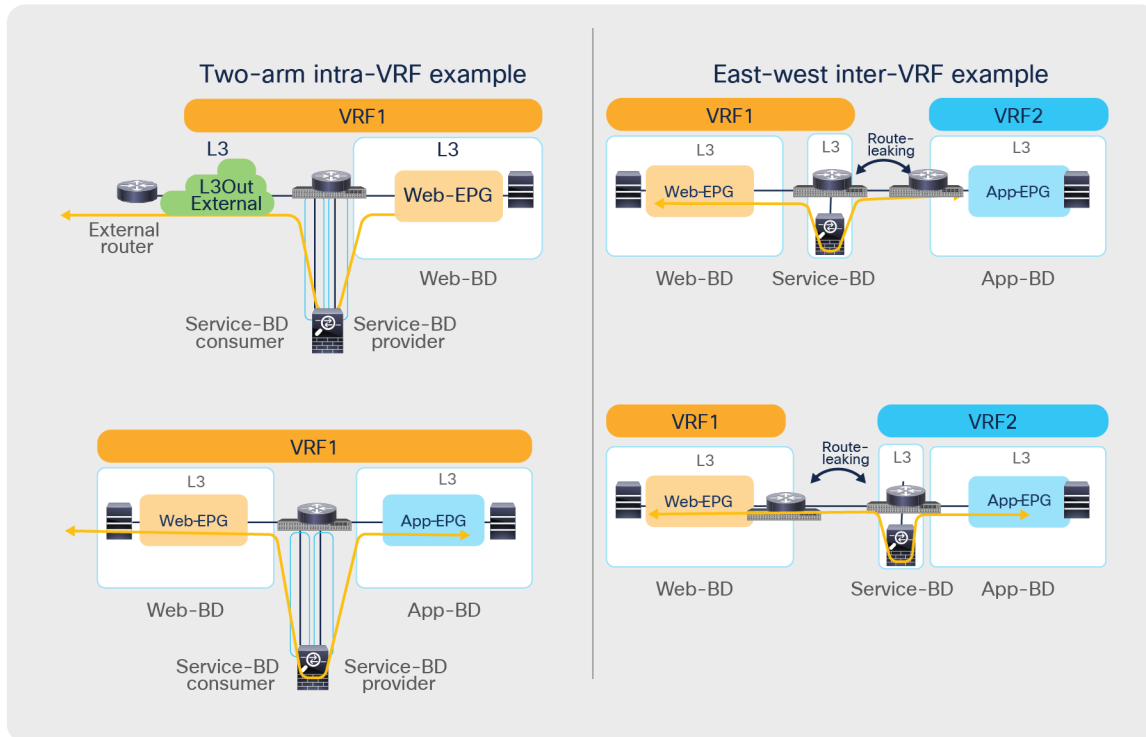 Two-arm intra-VRF example
VRF1
L3
L3
L3Out
External
Web-EPG
External
router
Web-BD
Service-BD
consumer
Service-BD
provider
VRF1
L3
L3
Web-EPG
App-EPG
Web-BD
App-BD
Service-BD
consumer
Service-BD
provider
East-west inter-VRF example
VRF1
VRF2
L3
L3
Route-
leaking
L3
Web-EPG
App-EPG
Web-BD
Service-BD
App-BD
VRF1
VRF2
L3
Route-
leaking
L3
L3
Web-EPG
App-EPG
Web-BD
Service-BD
App-BD